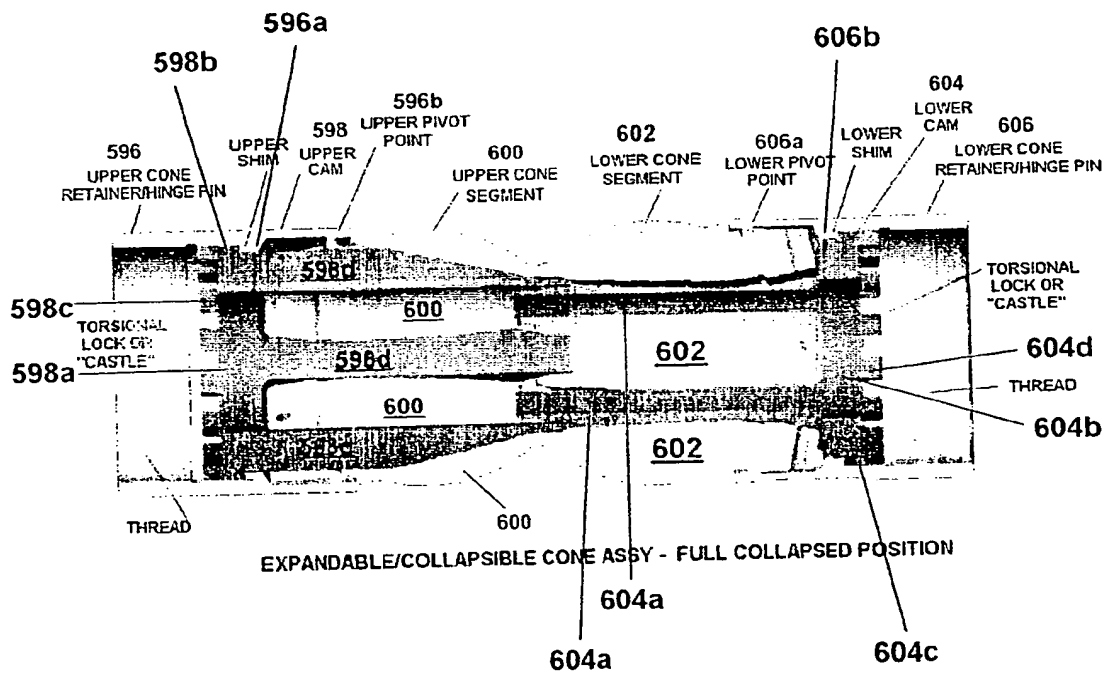 596a
606b
598b
604
LOWER
CAM
596b
UPPER PIVOT
POINT
598
UPPER
CAM
UPPER
SHIM
602
LOWER CONE
SEGMENT
606a
LOWER PIVOT
POINT
LOWER
SHIM
606
LOWER CONE
RETAINER/HINGE PIN
596
UPPER CONE
RETAINER/HINGE PIN
600
UPPER CONE
SEGMENT
598d
TORSIONAL
LOCK OR
"CASTLE"
598c
600
TORSIONAL
LOCK OR
"CASTLE"
598d
602
604d
598a
THREAD
600
604b
602
THREAD
600
EXPANDABLE/COLLAPSIBLE CONE ASSY - FULL COLLAPSED POSITION
604a
604a
604c